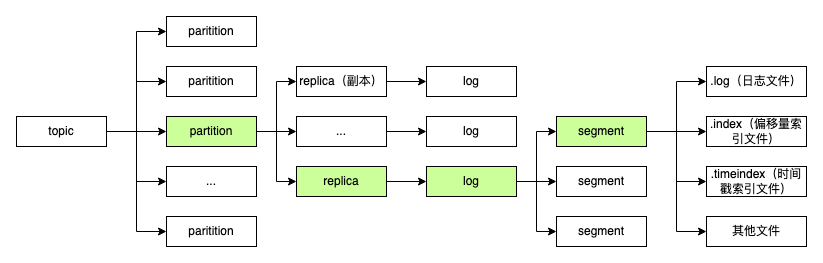 paritition
paritition
replica（副本）
log
.log（日志文件）
topic
partition
...
log
segment
.index（偏移量索
引文件）
...
replica
log
segment
.timeindex（时间
戳索引文件）
paritition
segment
其他文件